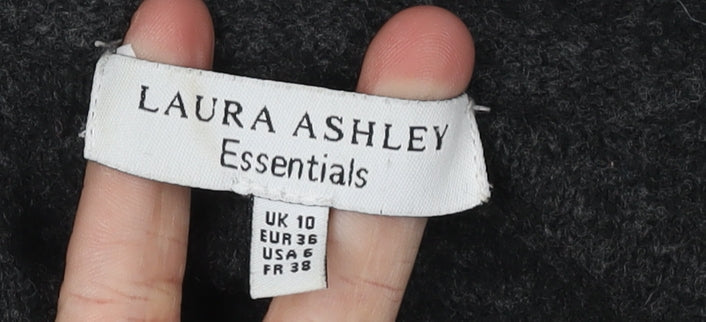 LAURA ASHLEY
Essentials
UK 10
EUR 36
USA 6
FR 38